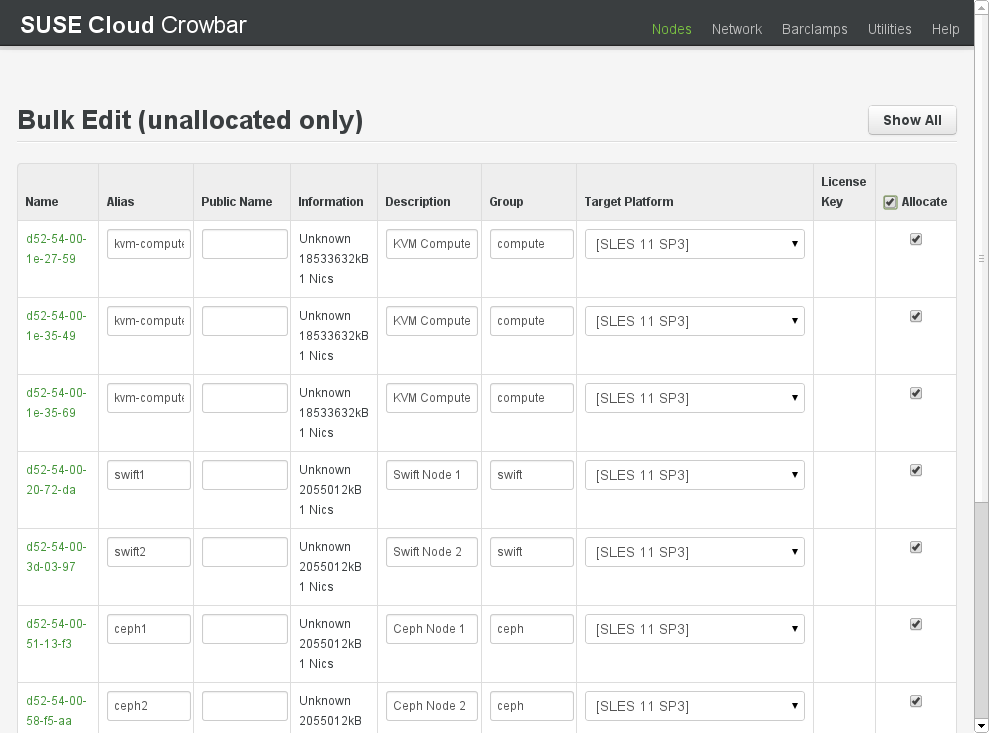 SUSE Cloud Crowbar
Nodes Network Barclamps Utilities Help
Bulk Edit (unallocated only)
Show All
Name Alias Public Name Information Description Group Target Platform License Key Allocate
d52-54-00-
1e-27-59
kvm-compute
Unknown
18533632kB
1 Nics
KVM Compute
compute
[SLES 11 SP3]
d52-54-00-
1e-35-49
kvm-compute
Unknown
18533632kB
1 Nics
KVM Compute
compute
[SLES 11 SP3]
d52-54-00-
1e-35-69
kvm-compute
Unknown
18533632kB
1 Nics
KVM Compute
compute
[SLES 11 SP3]
d52-54-00-
20-72-da
swift1
Unknown
2055012kB
1 Nics
Swift Node 1
swift
[SLES 11 SP3]
d52-54-00-
3d-03-97
swift2
Unknown
2055012kB
1 Nics
Swift Node 2
swift
[SLES 11 SP3]
d52-54-00-
51-13-f3
ceph1
Unknown
2055012kB
1 Nics
Ceph Node 1
ceph
[SLES 11 SP3]
d52-54-00-
58-f5-aa
ceph2
Unknown
2055012kB
Ceph Node 2
ceph
[SLES 11 SP3]